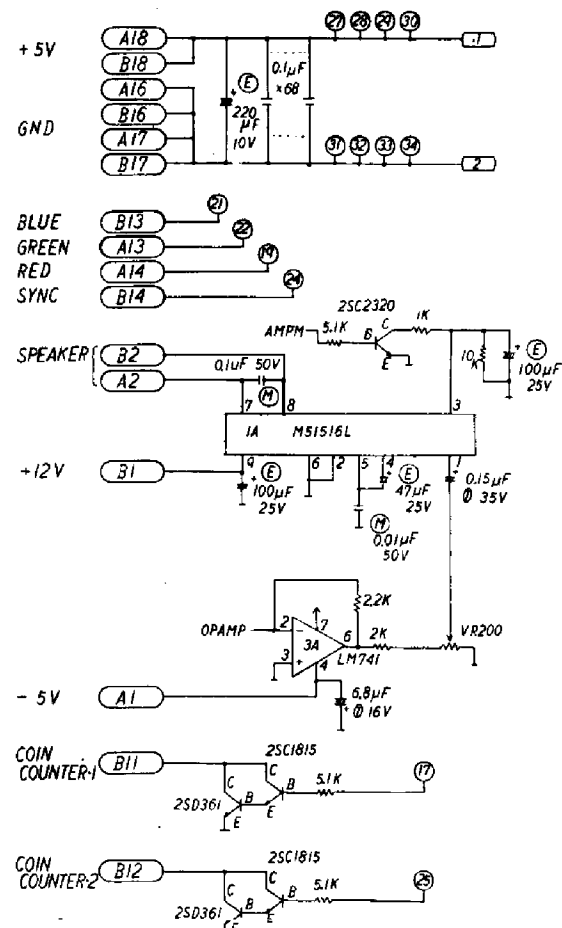 +5V
A18
B18
A16
B16
A17
B17
GND
27 28 29 30
1
E
220
μF
10V
0.1μF
×68
31 32 33 34
2
BLUE B13 21
GREEN A13 22
RED A14
SYNC B14 24
SPEAKER B2
A2
0.1μF 50V
M
7 8
AMPM 5.1K B C E
2SC2320
1K
10K
E
100μF
25V
3
1A M51516L
+12V B1
9 6 2 5 4 1
E
100μF
25V
E
47μF
25V
M
0.01μF
50V
0.15μF
35V
OPAMP
2.2K
2 − 7
3 + 4 6
3A
LM741
2K
VR200
−5V A1
6.8μF
16V
COIN
COUNTER-1
B11
2SC1815
C C
2SD361 B B
E E
5.1K
17
COIN
COUNTER-2
B12
2SC1815
C C
2SD361 B B
E E
5.1K
25